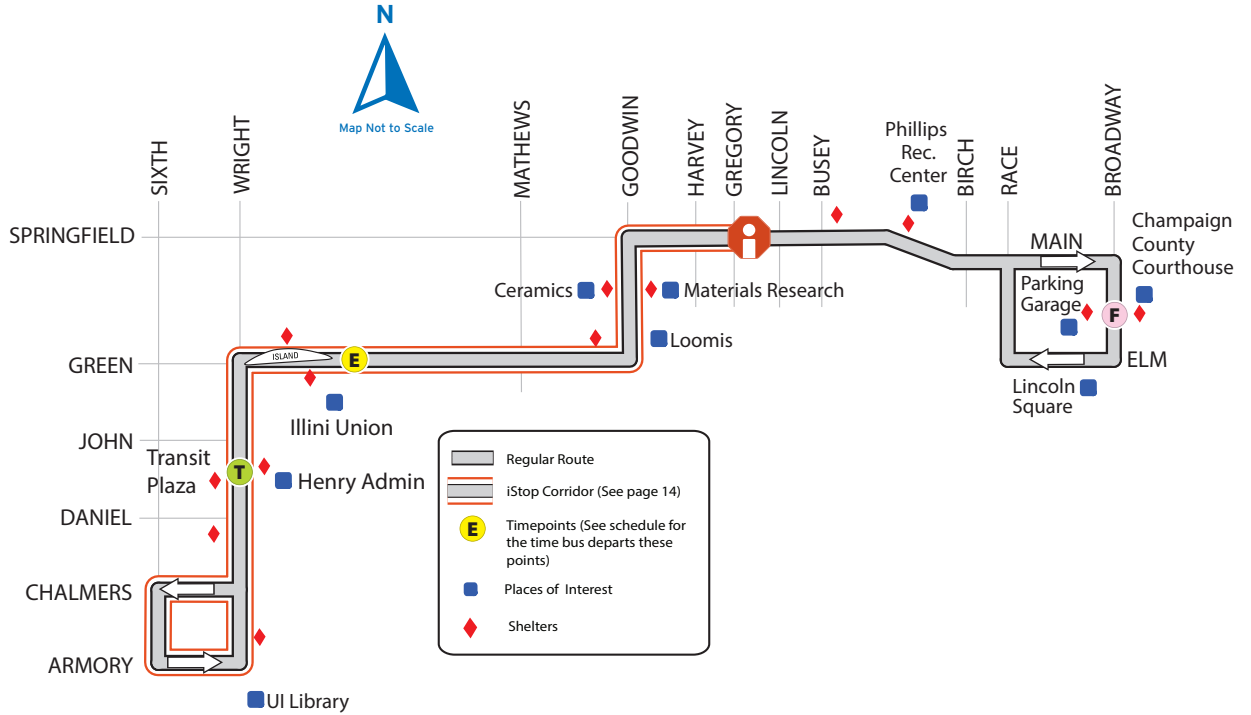 N
Map Not to Scale
SIXTH
WRIGHT
MATHEWS
GOODWIN
HARVEY
GREGORY
LINCOLN
BUSEY
Phillips
Rec.
Center
BIRCH
RACE
BROADWAY
SPRINGFIELD
MAIN
Champaign
County
Courthouse
Ceramics
Materials Research
Parking
Garage
F
Loomis
GREEN
ISLAND
E
ELM
Lincoln
Square
Illini Union
JOHN
Transit
Plaza
T
Henry Admin
DANIEL
CHALMERS
ARMORY
UI Library
Regular Route
iStop Corridor (See page 14)
E
Timepoints (See schedule for
the time bus departs these
points)
Places of Interest
Shelters